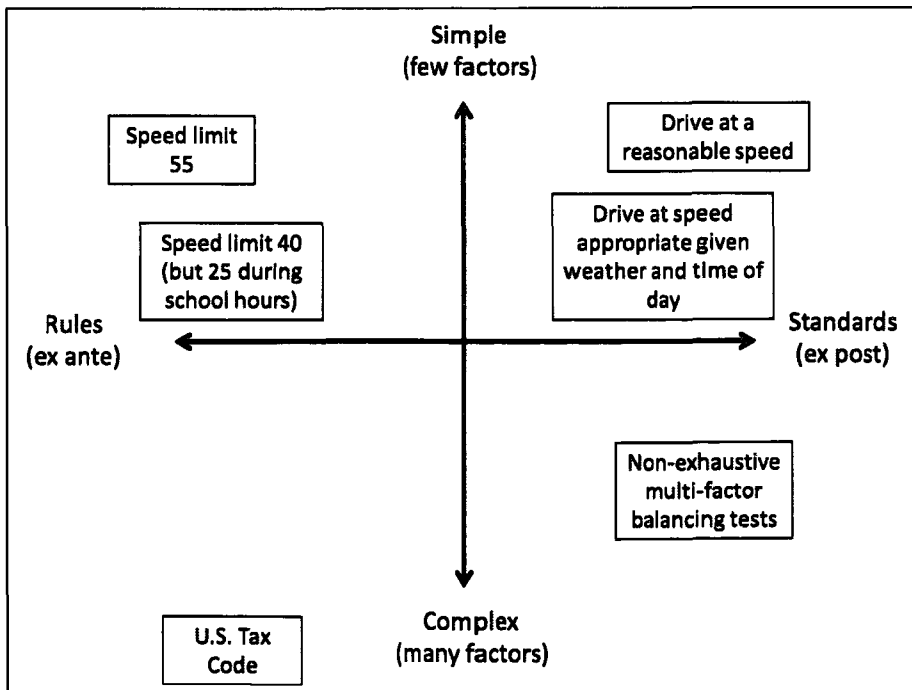 Simple
(few factors)
Speed limit
55
Drive at a
reasonable speed
Speed limit 40
(but 25 during
school hours)
Drive at speed
appropriate given
weather and time of
day
Rules
(ex ante)
Standards
(ex post)
Non-exhaustive
multi-factor
balancing tests
U.S. Tax
Code
Complex
(many factors)